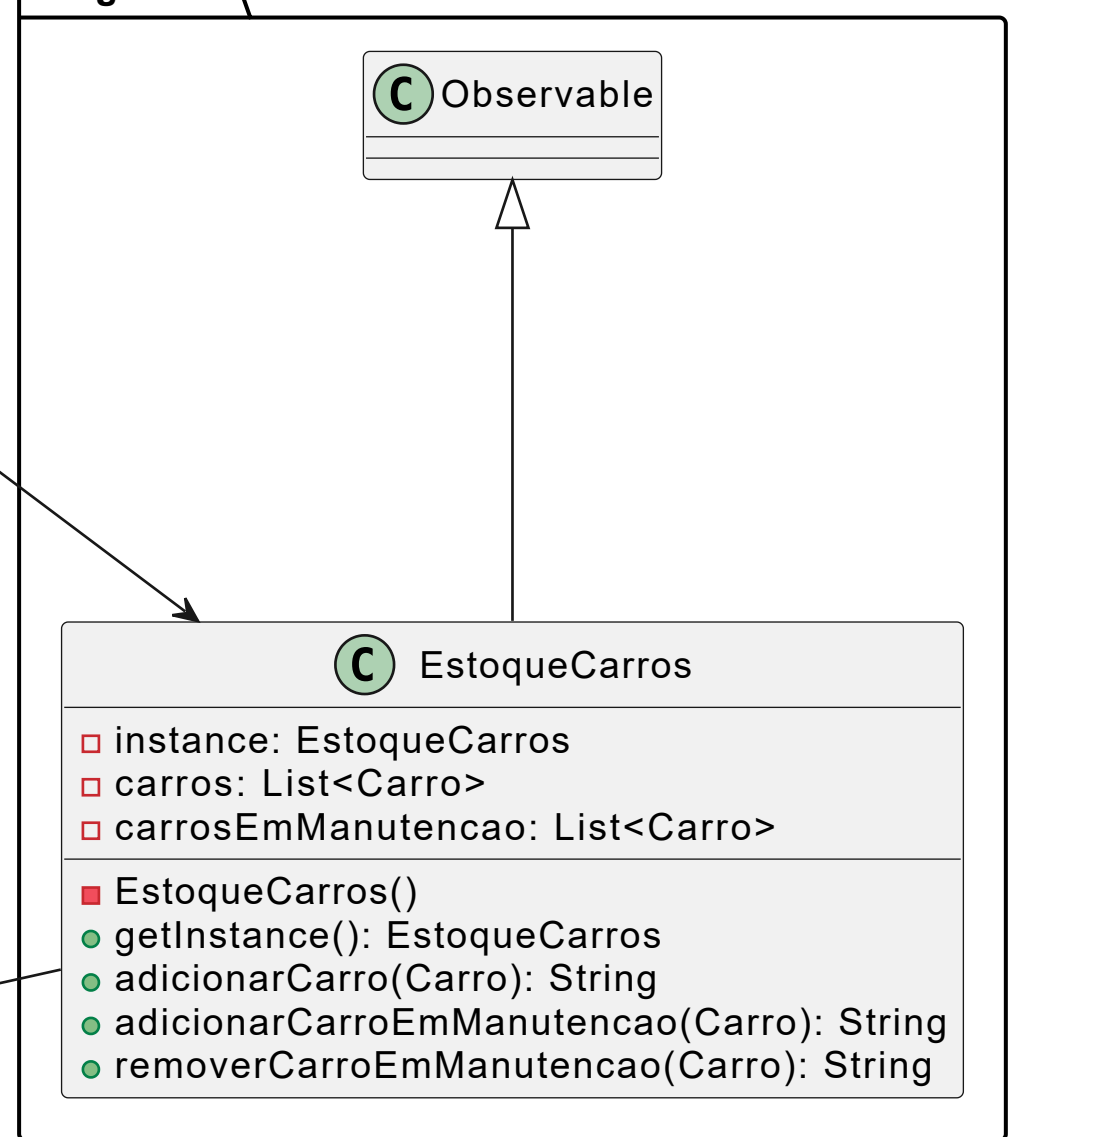 C Observable
C EstoqueCarros
instance: EstoqueCarros
carros: List<Carro>
carrosEmManutencao: List<Carro>
EstoqueCarros()
getInstance(): EstoqueCarros
adicionarCarro(Carro): String
adicionarCarroEmManutencao(Carro): String
removerCarroEmManutencao(Carro): String